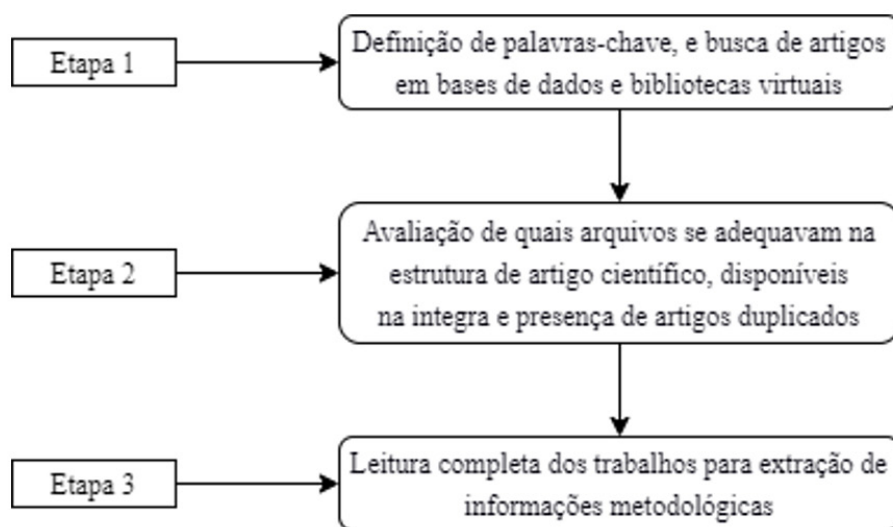 Etapa 1
Definição de palavras-chave, e busca de artigos
em bases de dados e bibliotecas virtuais
Etapa 2
Avaliação de quais arquivos se adequavam na
estrutura de artigo científico, disponíveis
na integra e presença de artigos duplicados
Etapa 3
Leitura completa dos trabalhos para extração de
informações metodológicas